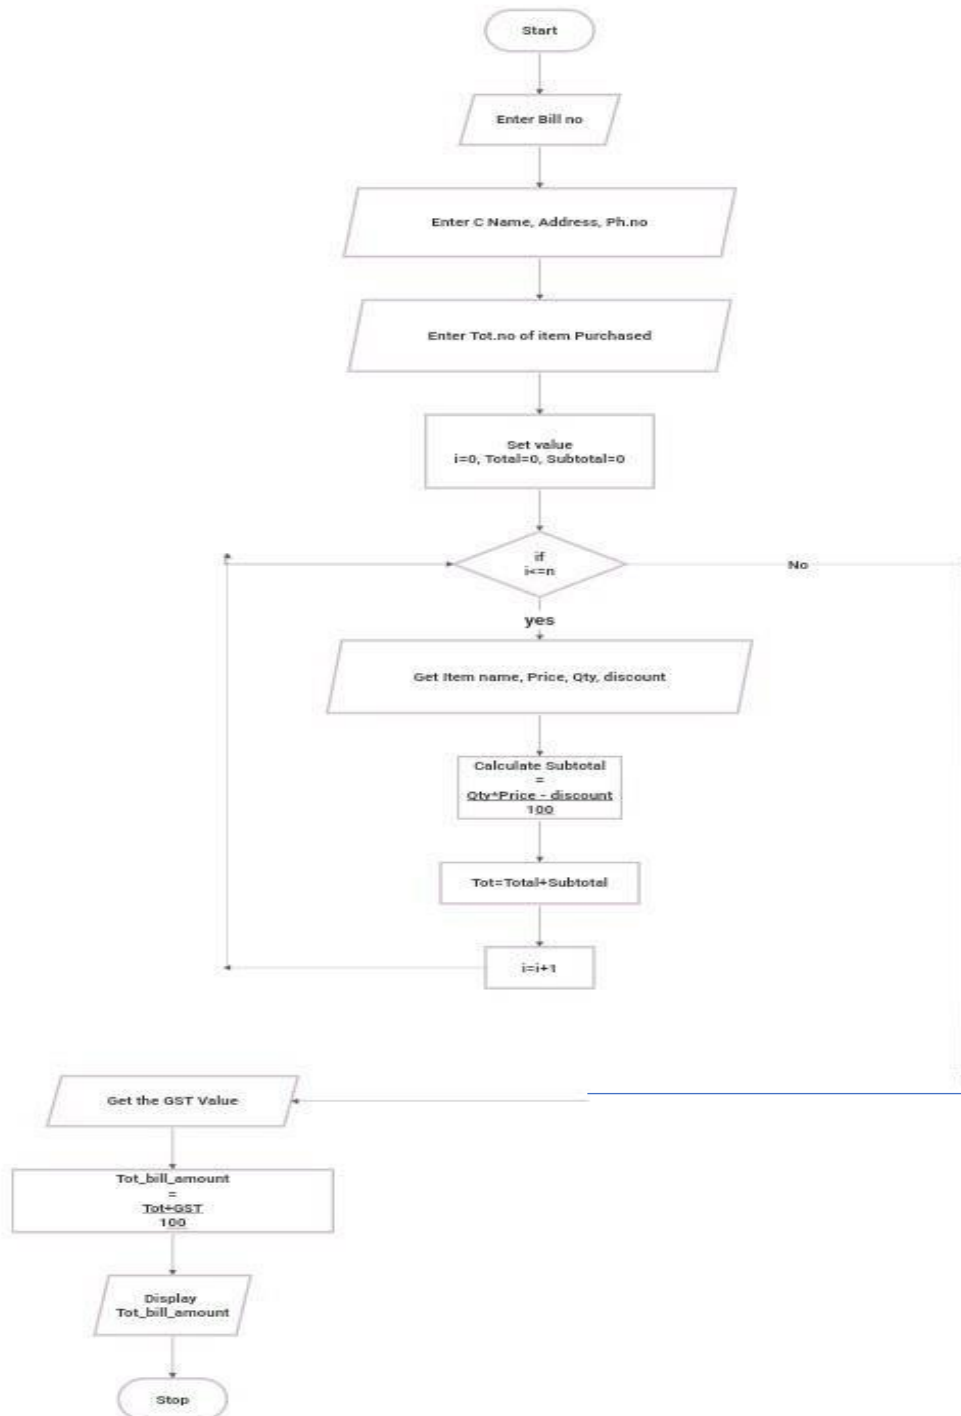 Start
Enter Bill no
Enter C Name, Address, Ph.no
Enter Tot.no of item Purchased
Set value
i=0, Total=0, Subtotal=0
if
i<=n
No
yes
Get Item name, Price, Qty, discount
Calculate Subtotal
=
Qty*Price - discount
100
Tot=Total+Subtotal
i=i+1
Get the GST Value
Tot_bill_amount
=
Tot+GST
100
Display
Tot_bill_amount
Stop